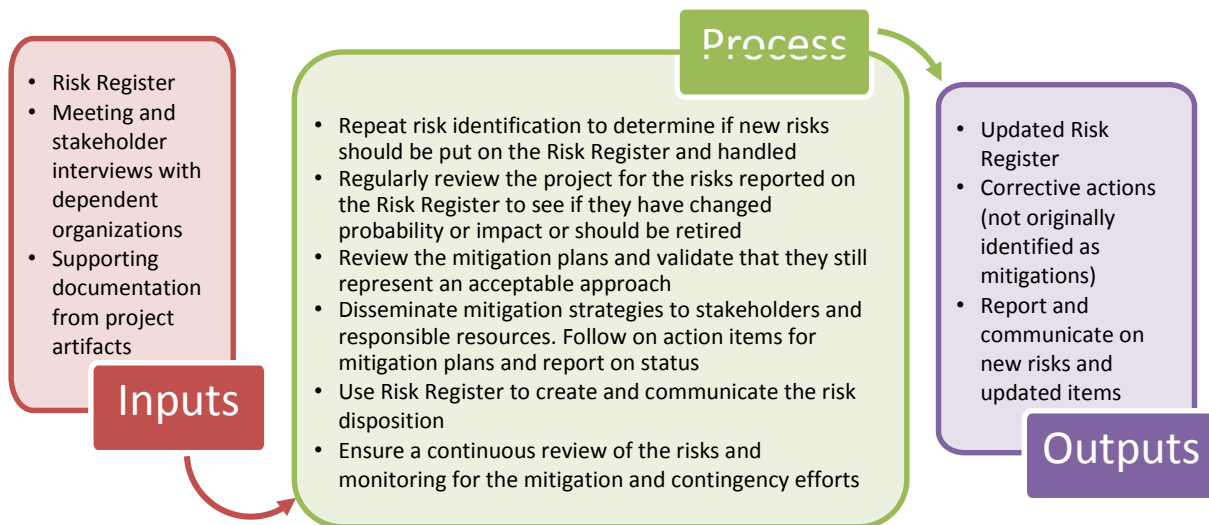 • Risk Register
• Meeting and
stakeholder
interviews with
dependent
organizations
• Supporting
documentation
from project
artifacts
Inputs
Process
• Repeat risk identification to determine if new risks
should be put on the Risk Register and handled
• Regularly review the project for the risks reported on
the Risk Register to see if they have changed
probability or impact or should be retired
• Review the mitigation plans and validate that they still
represent an acceptable approach
• Disseminate mitigation strategies to stakeholders and
responsible resources. Follow on action items for
mitigation plans and report on status
• Use Risk Register to create and communicate the risk
disposition
• Ensure a continuous review of the risks and
monitoring for the mitigation and contingency efforts
• Updated Risk
Register
• Corrective actions
(not originally
identified as
mitigations)
• Report and
communicate on
new risks and
updated items
Outputs